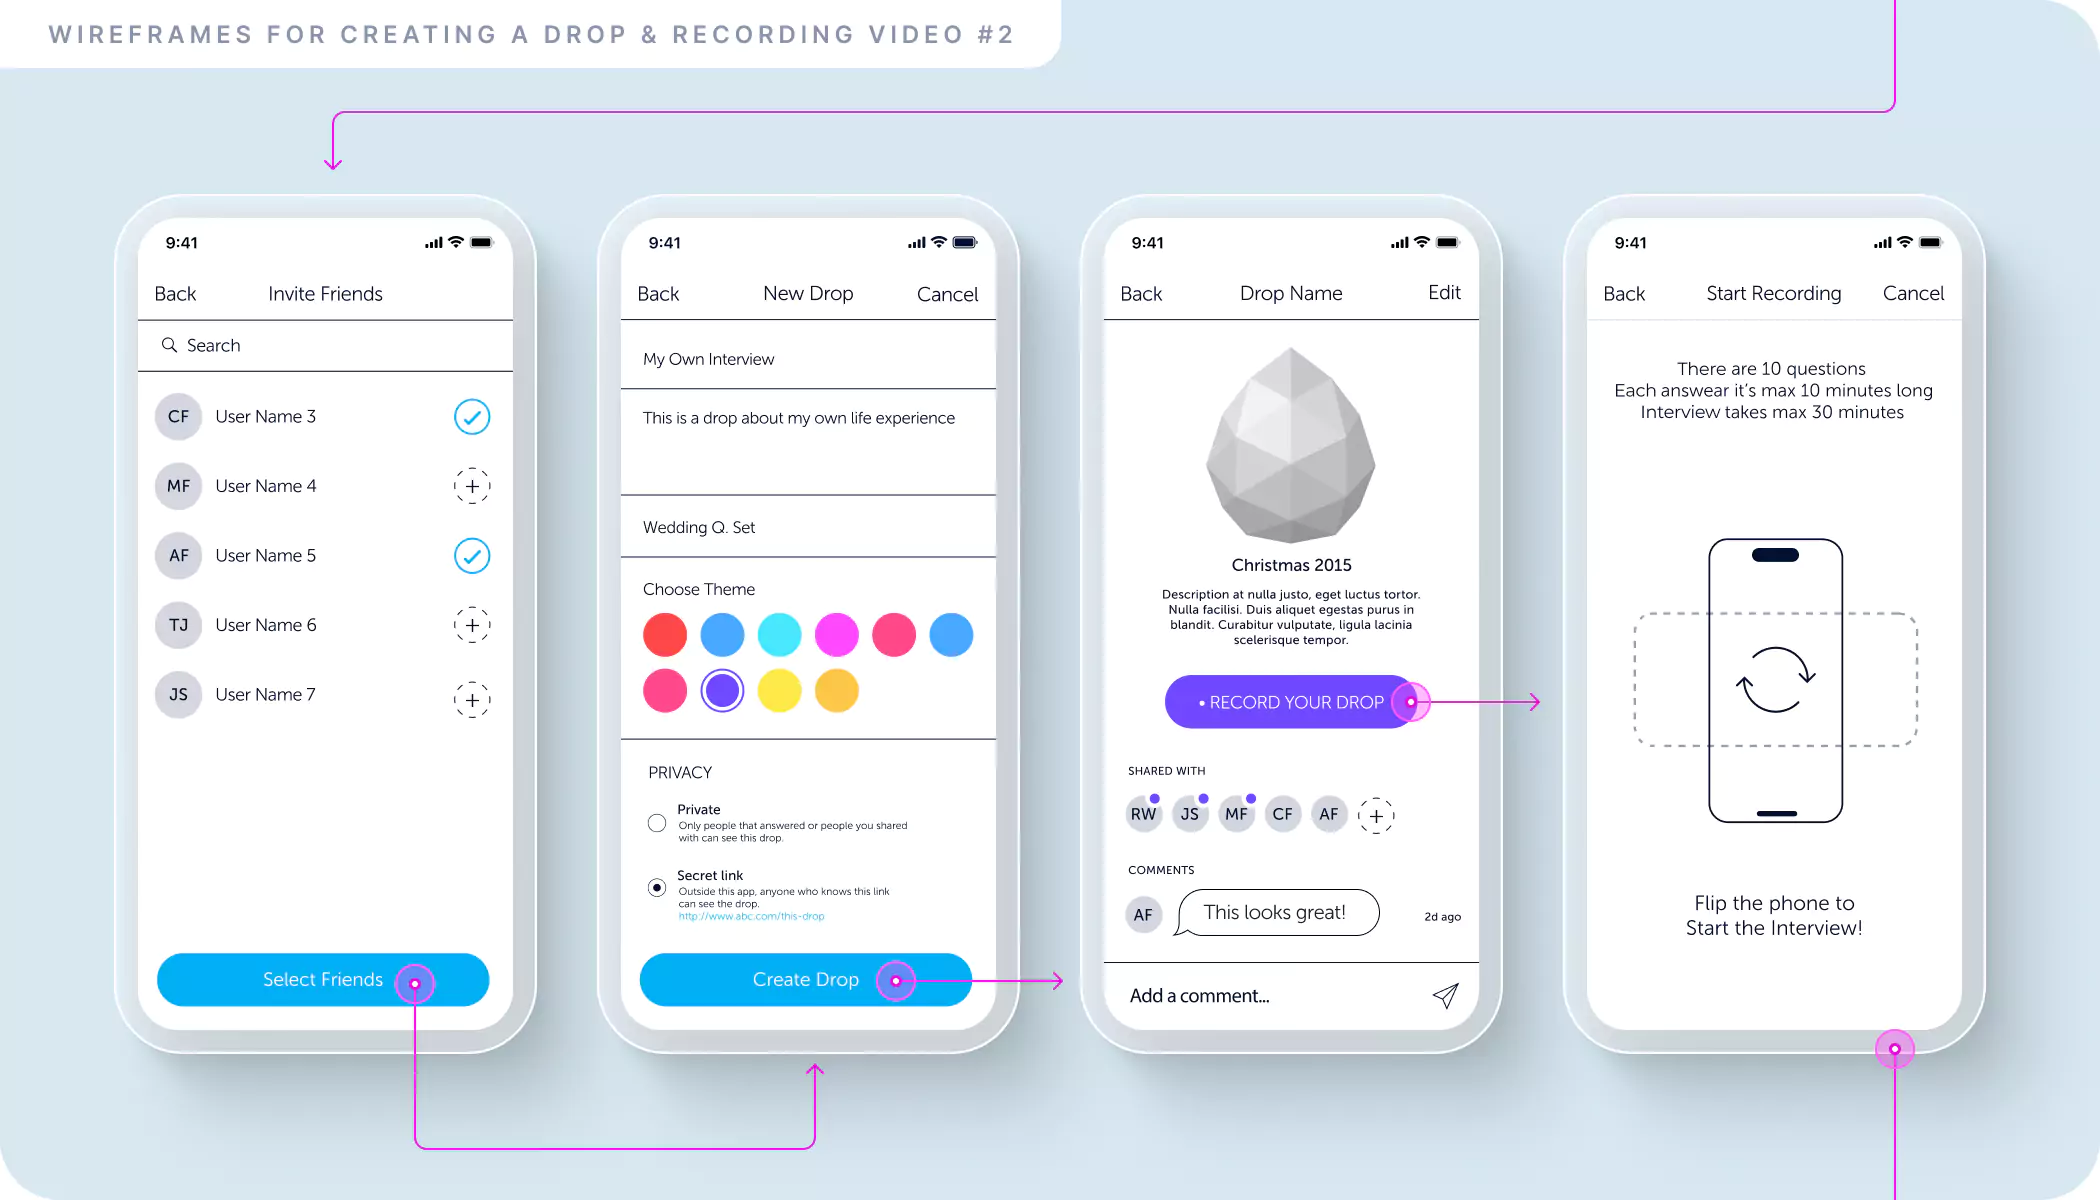 WIREFRAMES FOR CREATING A DROP & RECORDING VIDEO #2
9:41
Back
Invite Friends
Search
CF
User Name 3
MF
User Name 4
AF
User Name 5
TJ
User Name 6
JS
User Name 7
Select Friends
9:41
Back
New Drop
Cancel
My Own Interview
This is a drop about my own life experience
Wedding Q. Set
Choose Theme
PRIVACY
Private
Only people that answered or people you shared
with can see this drop.
Secret link
Outside this app, anyone who knows this link
can see the drop.
http://www.abc.com/this-drop
Create Drop
9:41
Back
Drop Name
Edit
Christmas 2015
Description at nulla justo, eget luctus tortor.
Nulla facilisi. Duis aliquet egestas purus in
blandit. Curabitur vulputate, ligula lacinia
scelerisque tempor.
• RECORD YOUR DROP
SHARED WITH
RW
JS
MF
CF
AF
COMMENTS
AF
This looks great!
2d ago
Add a comment...
9:41
Back
Start Recording
Cancel
There are 10 questions
Each answear it's max 10 minutes long
Interview takes max 30 minutes
Flip the phone to
Start the Interview!